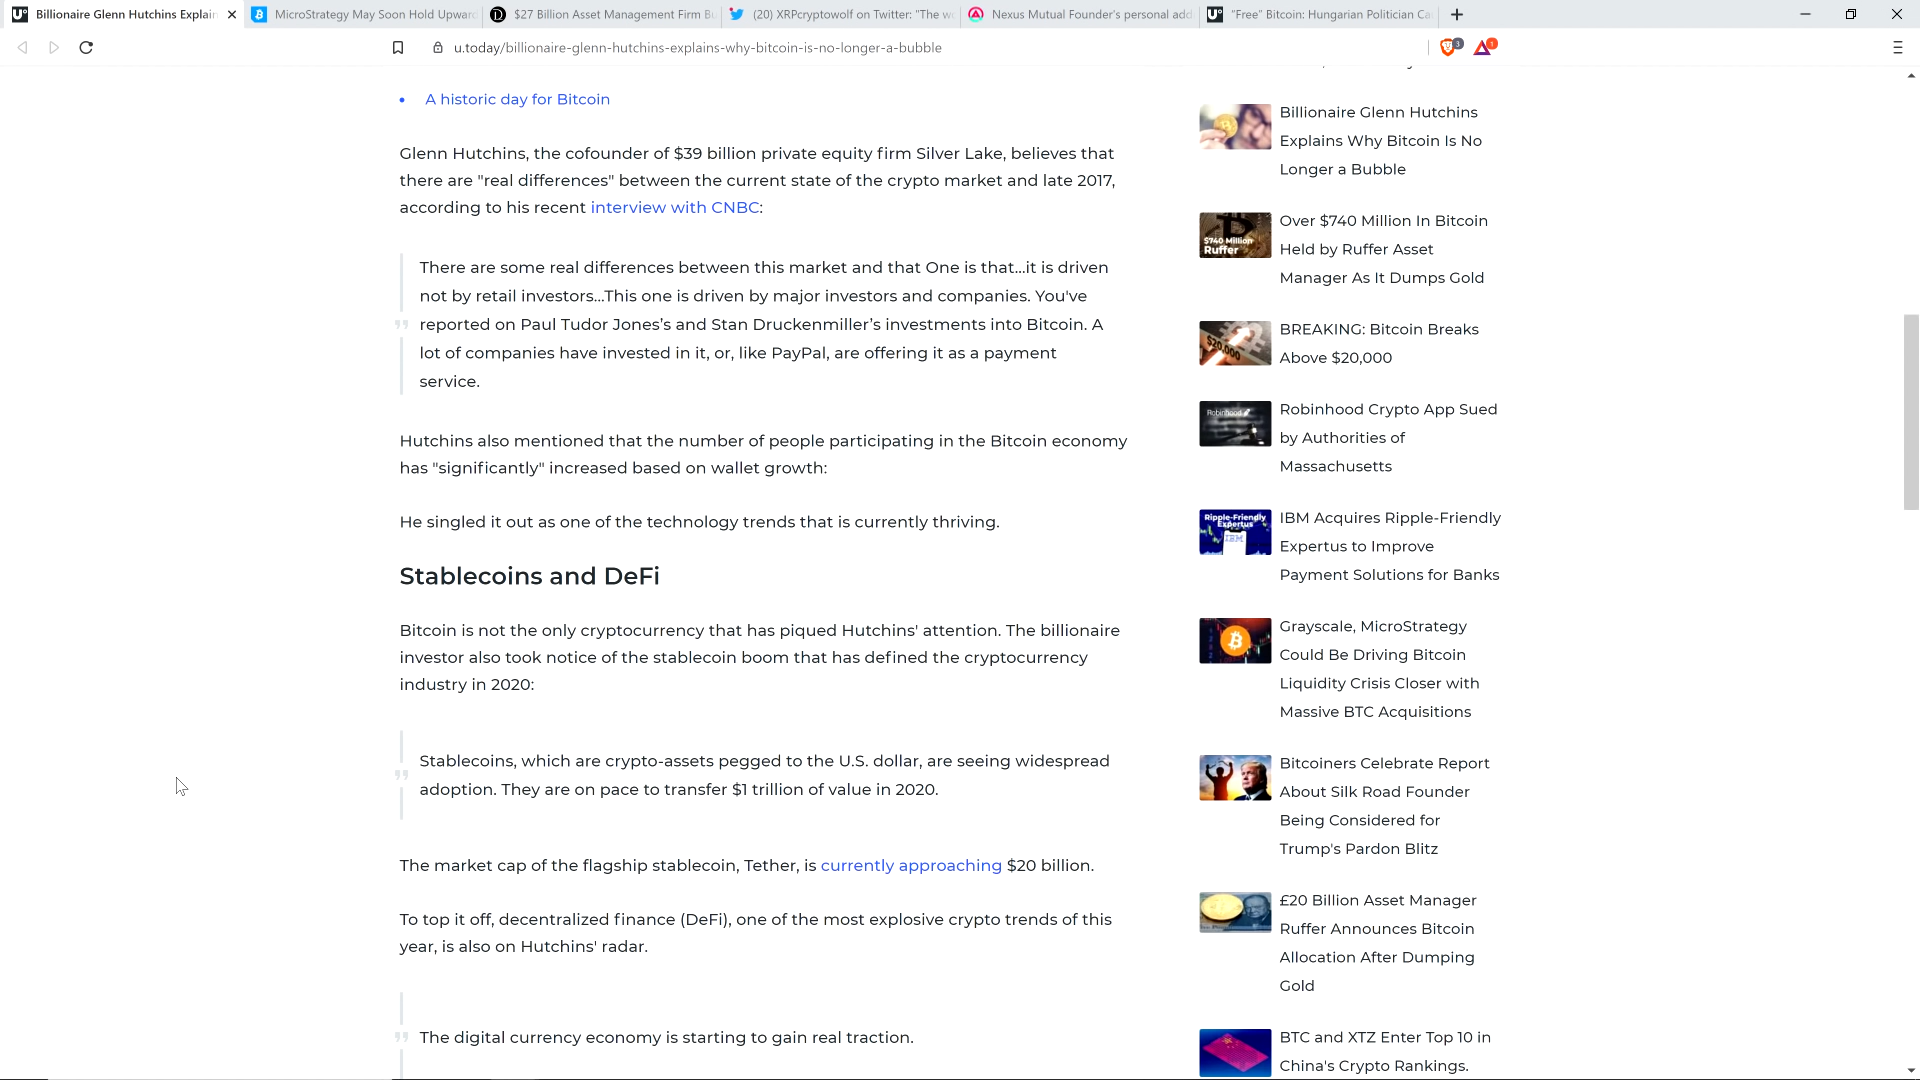 Billionaire Glenn Hutchins Explain
MicroStrategy May Soon Hold Upward
$27 Billion Asset Management Firm B
(20) XRPcryptowolf on Twitter: "The w
Nexus Mutual Founder's personal add
"Free" Bitcoin: Hungarian Politician Ca
u.today/billionaire-glenn-hutchins-explains-why-bitcoin-is-no-longer-a-bubble
3
1
• A historic day for Bitcoin
Glenn Hutchins, the cofounder of $39 billion private equity firm Silver Lake, believes that
there are "real differences" between the current state of the crypto market and late 2017,
according to his recent interview with CNBC:
There are some real differences between this market and that One is that...it is driven
not by retail investors...This one is driven by major investors and companies. You've
reported on Paul Tudor Jones's and Stan Druckenmiller's investments into Bitcoin. A
lot of companies have invested in it, or, like PayPal, are offering it as a payment
service.
Hutchins also mentioned that the number of people participating in the Bitcoin economy
has "significantly" increased based on wallet growth:
He singled it out as one of the technology trends that is currently thriving.
Stablecoins and DeFi
Bitcoin is not the only cryptocurrency that has piqued Hutchins' attention. The billionaire
investor also took notice of the stablecoin boom that has defined the cryptocurrency
industry in 2020:
Stablecoins, which are crypto-assets pegged to the U.S. dollar, are seeing widespread
adoption. They are on pace to transfer $1 trillion of value in 2020.
The market cap of the flagship stablecoin, Tether, is currently approaching $20 billion.
To top it off, decentralized finance (DeFi), one of the most explosive crypto trends of this
year, is also on Hutchins' radar.
The digital currency economy is starting to gain real traction.
Billionaire Glenn Hutchins
Explains Why Bitcoin Is No
Longer a Bubble
$740 Million
Ruffer
Over $740 Million In Bitcoin
Held by Ruffer Asset
Manager As It Dumps Gold
$20,000
BREAKING: Bitcoin Breaks
Above $20,000
Robinhood
Robinhood Crypto App Sued
by Authorities of
Massachusetts
Ripple-Friendly
Expertus
IBM
IBM Acquires Ripple-Friendly
Expertus to Improve
Payment Solutions for Banks
Grayscale, MicroStrategy
Could Be Driving Bitcoin
Liquidity Crisis Closer with
Massive BTC Acquisitions
Bitcoiners Celebrate Report
About Silk Road Founder
Being Considered for
Trump's Pardon Blitz
£20 Billion Asset Manager
Ruffer Announces Bitcoin
Allocation After Dumping
Gold
BTC and XTZ Enter Top 10 in
China's Crypto Rankings.